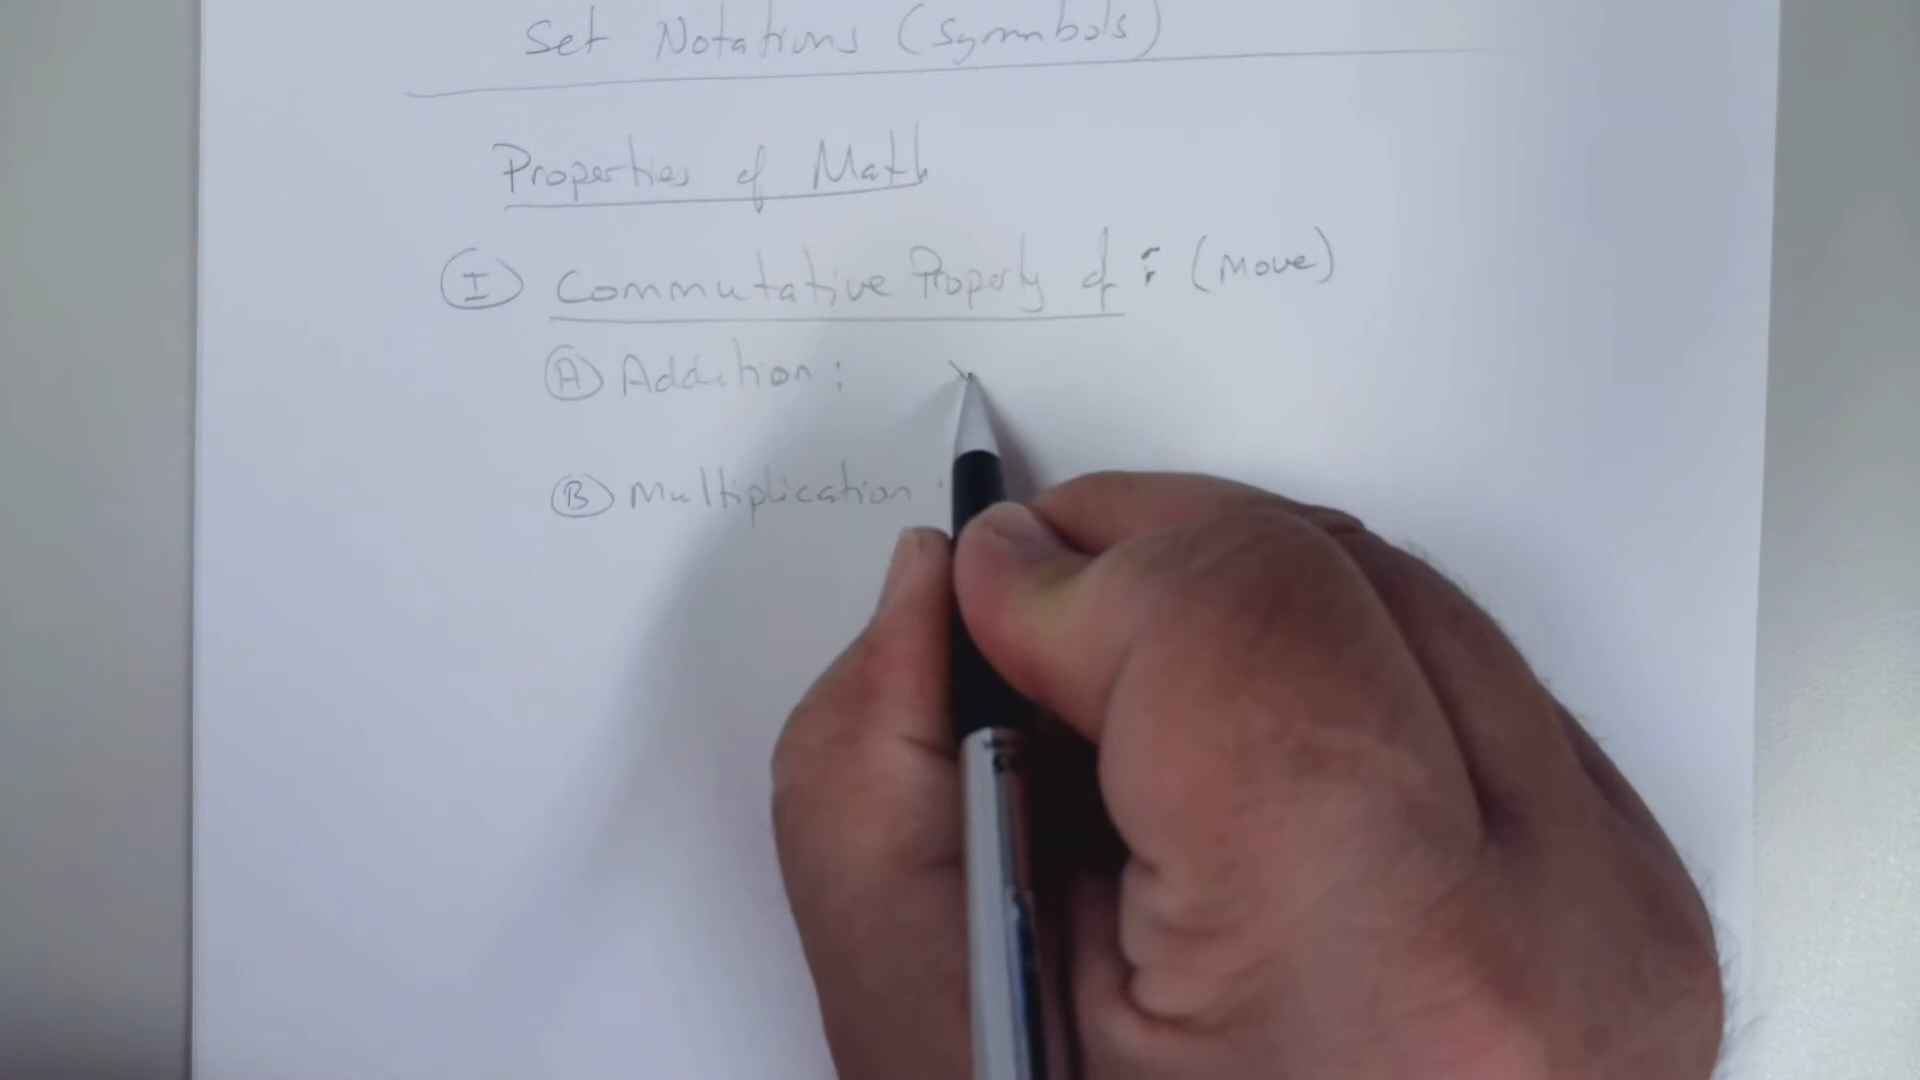 Set Notations (Symbols)
Properties of Math
I Commutative Property of : (Move)
A Addition :
B Multiplication :